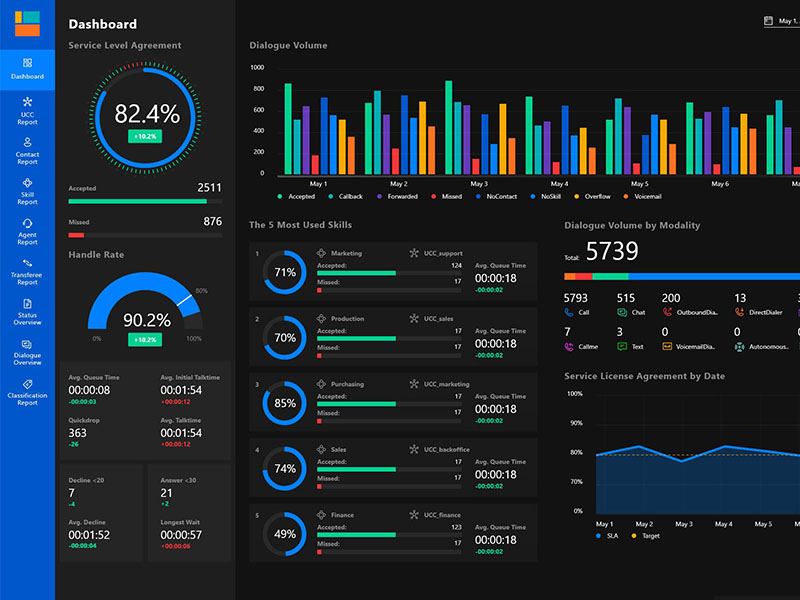 Dashboard
UCC
Report
Contact
Report
Skill
Report
Agent
Report
Transferee
Report
Status
Overview
Dialogue
Overview
Classification
Report
Dashboard
Service Level Agreement
82.4%
+10.2%
Accepted 2511
Missed 876
Handle Rate
80%
90.2%
0% 100%
+10.2%
Avg. Queue Time Avg. Initial Talktime
00:00:08 00:01:54
-00:00:03 +00:00:12
Quickdrop Avg. Talktime
363 00:01:54
-26 +00:00:12
Decline <20 Answer <30
7 21
-4 +2
Avg. Decline Longest Wait
00:01:52 00:00:57
-00:00:04 +00:00:06
May 1,
Dialogue Volume
1000
800
600
400
200
0
May 1 May 2 May 3 May 4 May 5 May 6 Ma
Accepted Callback Forwarded Missed NoContact NoSkill Overflow Voicemail
The 5 Most Used Skills
1 Marketing UCC_support
71% Accepted: 124 Avg. Queue Time
00:00:18
Missed: 17 -00:00:02
2 Production UCC_sales
70% Accepted: 17 Avg. Queue Time
00:00:18
Missed: 17 -00:00:02
3 Purchasing UCC_marketing
85% Accepted: 17 Avg. Queue Time
00:00:18
Missed: 17 -00:00:02
4 Sales UCC_backoffice
74% Accepted: 17 Avg. Queue Time
00:00:18
Missed: 17 -00:00:02
5 Finance UCC_finance
49% Accepted: 123 Avg. Queue Time
00:00:18
Missed: 17 -00:00:02
Dialogue Volume by Modality
Total: 5739
5793 515 200 13
Call Chat OutboundDia.. DirectDialer
7 3 0 0
Callme Text VoicemailDia.. Autonomous..
Service License Agreement by Date
100%
90%
80%
70%
0%
May 1 May 2 May 3 May 4 May 5 May
SLA Target